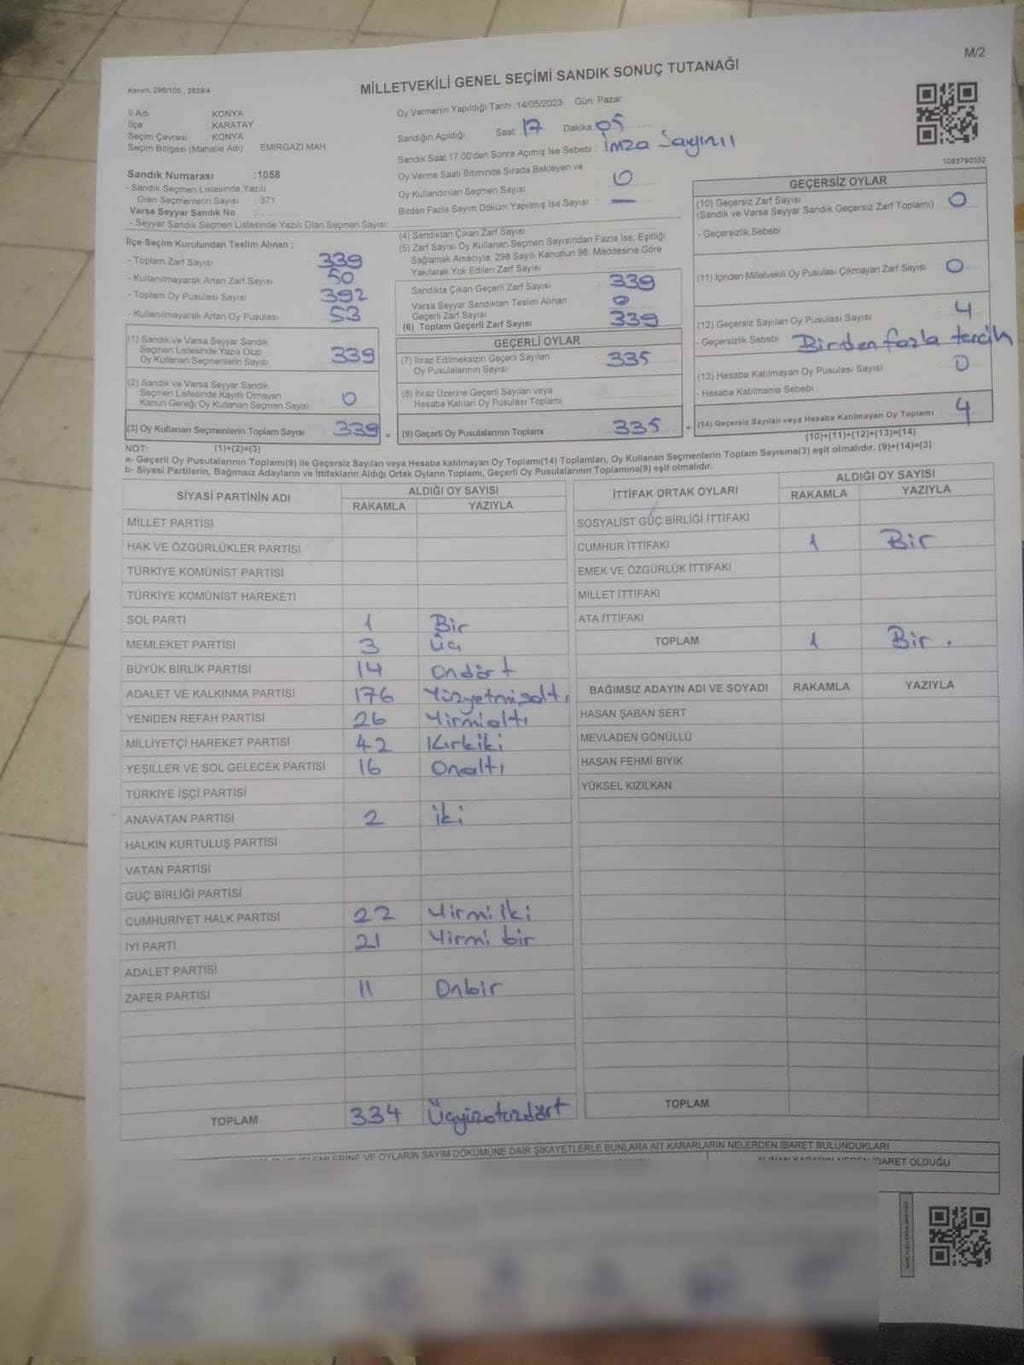 M/2
MİLLETVEKİLİ GENEL SEÇİMİ SANDIK SONUÇ TUTANAĞI
İl Adı KONYA
İlçe KARATAY
Seçim Çevresi KONYA
Seçim Bölgesi (Mahalle Adı) EMİRGAZİ MAH.
Oy Vermenin Yapıldığı Tarih :14/05/2023 Gün: Pazar
Sandığın Açıldığı Saat: 17 Dakika 05
Sandık Saat 17:00'den Sonra Açımış İse Sebebi : İmza Sayımı
Oy Verme Saati Bitiminde Sırada Bekleyen ve
Oy Kullandırılan Seçmen Sayısı 0
Birden Fazla Sayım Döküm Yapılmış İse Sayısı —
Sandık Numarası :1058
- Sandık Seçmen Listesinde Yazılı
Olan Seçmenlerin Sayısı : 371
Varsa Seyyar Sandık No
- Seyyar Sandık Seçmen Listesinde Yazılı Olan Seçmen Sayısı:
İlçe Seçim Kurulundan Teslim Alınan ;
- Toplam Zarf Sayısı 339
- Kullanılmayarak Artan Zarf Sayısı 50
- Toplam Oy Pusulası Sayısı 392
- Kullanılmayarak Artan Oy Pusulası 53
(1) Sandık ve Varsa Seyyar Sandık
Seçmen Listesinde Yazılı Olup
Oy Kullanan Seçmenlerin Sayısı 339
(2) Sandık ve Varsa Seyyar Sandık
Seçmen Listesinde Kayıtlı Olmayan
Kanun Gereği Oy Kullanan Seçmen Sayısı 0
(3) Oy Kullanan Seçmenlerin Toplam Sayısı 339 =
(4) Sandıktan Çıkan Zarf Sayısı
(5) Zarf Sayısı Oy Kullanan Seçmen Sayısından Fazla İse, Eşitliği
Sağlamak Amacıyla; 298 Sayılı Kanunun 98. Maddesine Göre
Yakılarak Yok Edilen Zarf Sayısı
Sandıkta Çıkan Geçerli Zarf Sayısı 339
Varsa Seyyar Sandıktan Teslim Alınan
Geçerli Zarf Sayısı 0
(6) Toplam Geçerli Zarf Sayısı 339
GEÇERLİ OYLAR
(7) İtiraz Edilmeksizin Geçerli Sayılan
Oy Pusulalarının Sayısı 335
(8) İtiraz Üzerine Geçerli Sayılan veya
Hesaba Katılan Oy Pusulası Toplamı
(9) Geçerli Oy Pusulalarının Toplamı 335 +
1081790352
GEÇERSİZ OYLAR
(10) Geçersiz Zarf Sayısı
(Sandık ve Varsa Seyyar Sandık Geçersiz Zarf Toplamı) 0
- Geçersizlik Sebebi
(11) İçinden Milletvekili Oy Pusulası Çıkmayan Zarf Sayısı 0
(12) Geçersiz Sayılan Oy Pusulası Sayısı 4
- Geçersizlik Sebebi Birden fazla tercih
(13) Hesaba Katılmayan Oy Pusulası Sayısı 0
- Hesaba Katılmama Sebebi
(14) Geçersiz Sayılan veya Hesaba Katılmayan Oy Toplamı 4
(10)+(11)+(12)+(13)=(14)
NOT: (1)+(2)=(3)
a- Geçerli Oy Pusulalarının Toplamı(9) ile Geçersiz Sayılan veya Hesaba katılmayan Oy Toplamı(14) Toplamları, Oy Kullanan Seçmenlerin Toplam Sayısına(3) eşit olmalıdır. (9)+(14)=(3)
b- Siyasi Partilerin, Bağımsız Adayların ve İttifakların Aldığı Ortak Oyların Toplamı, Geçerli Oy Pusulalarının Toplamına(9) eşit olmalıdır.
SİYASİ PARTİNİN ADI ALDIĞI OY SAYISI
RAKAMLA YAZIYLA
MİLLET PARTİSİ
HAK VE ÖZGÜRLÜKLER PARTİSİ
TÜRKİYE KOMÜNİST PARTİSİ
TÜRKİYE KOMÜNİST HAREKETİ
SOL PARTİ 1 Bir
MEMLEKET PARTİSİ 3 Üç
BÜYÜK BİRLİK PARTİSİ 14 Ondört
ADALET VE KALKINMA PARTİSİ 176 Yüzyetmişaltı
YENİDEN REFAH PARTİSİ 26 Yirmialtı
MİLLİYETÇİ HAREKET PARTİSİ 42 Kırkiki
YEŞİLLER VE SOL GELECEK PARTİSİ 16 Onaltı
TÜRKİYE İŞÇİ PARTİSİ
ANAVATAN PARTİSİ 2 İki
HALKIN KURTULUŞ PARTİSİ
VATAN PARTİSİ
GÜÇ BİRLİĞİ PARTİSİ
CUMHURİYET HALK PARTİSİ 22 Yirmi iki
İYİ PARTİ 21 Yirmi bir
ADALET PARTİSİ
ZAFER PARTİSİ 11 Onbir
TOPLAM 334 Üçyüzotuzdört
İTTİFAK ORTAK OYLARI ALDIĞI OY SAYISI
RAKAMLA YAZIYLA
SOSYALİST GÜÇ BİRLİĞİ İTTİFAKI
CUMHUR İTTİFAKI 1 Bir
EMEK VE ÖZGÜRLÜK İTTİFAKI
MİLLET İTTİFAKI
ATA İTTİFAKI
TOPLAM 1 Bir.
BAĞIMSIZ ADAYIN ADI VE SOYADI RAKAMLA YAZIYLA
HASAN ŞABAN SERT
MEVLADEN GÖNÜLLÜ
HASAN FEHMİ BIYIK
YÜKSEL KIZILKAN
TOPLAM
VE OYLARIN SAYIM DÖKÜMÜNE DAİR ŞİKAYETLERLE BUNLARA AİT KARARLARIN NELERDEN İBARET BULUNDUKLARI
İBARET OLDUĞU